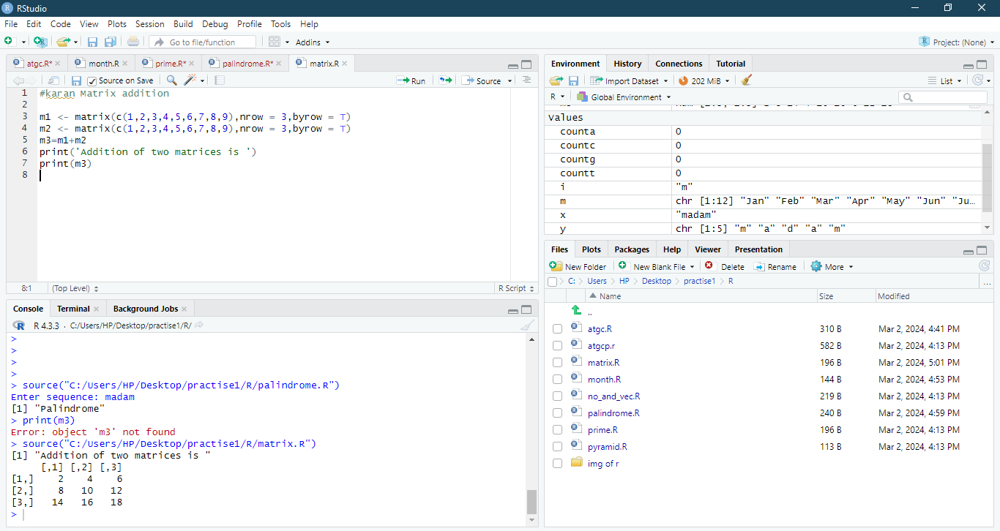 RStudio
File Edit Code View Plots Session Build Debug Profile Tools Help
Go to file/function Addins Project: (None)
atgc.R* month.R prime.R* palindrome.R* matrix.R
Source on Save Run Source
1 #karan Matrix addition
2
3 m1 <- matrix(c(1,2,3,4,5,6,7,8,9),nrow = 3,byrow = T)
4 m2 <- matrix(c(1,2,3,4,5,6,7,8,9),nrow = 3,byrow = T)
5 m3=m1+m2
6 print('Addition of two matrices is ')
7 print(m3)
8
8:1 (Top Level) R Script
Console Terminal Background Jobs
R 4.3.3 · C:/Users/HP/Desktop/practise1/R/
>
>
>
>
> source("C:/Users/HP/Desktop/practise1/R/palindrome.R")
Enter sequence: madam
[1] "Palindrome"
> print(m3)
Error: object 'm3' not found
> source("C:/Users/HP/Desktop/practise1/R/matrix.R")
[1] "Addition of two matrices is "
[,1] [,2] [,3]
[1,] 2 4 6
[2,] 8 10 12
[3,] 14 16 18
>
Environment History Connections Tutorial
Import Dataset 202 MiB List
R Global Environment
Values
counta 0
countc 0
countg 0
countt 0
i "m"
m chr [1:12] "Jan" "Feb" "Mar" "Apr" "May" "Jun" "Ju…
x "madam"
y chr [1:5] "m" "a" "d" "a" "m"
Files Plots Packages Help Viewer Presentation
New Folder New Blank File Delete Rename More
C: Users HP Desktop practise1 R ...
Name Size Modified
..
atgc.R 310 B Mar 2, 2024, 4:41 PM
atgcp.r 582 B Mar 2, 2024, 4:13 PM
matrix.R 196 B Mar 2, 2024, 5:01 PM
month.R 144 B Mar 2, 2024, 4:53 PM
no_and_vec.R 219 B Mar 2, 2024, 4:13 PM
palindrome.R 240 B Mar 2, 2024, 4:59 PM
prime.R 196 B Mar 2, 2024, 4:13 PM
pyramid.R 113 B Mar 2, 2024, 4:13 PM
img of r